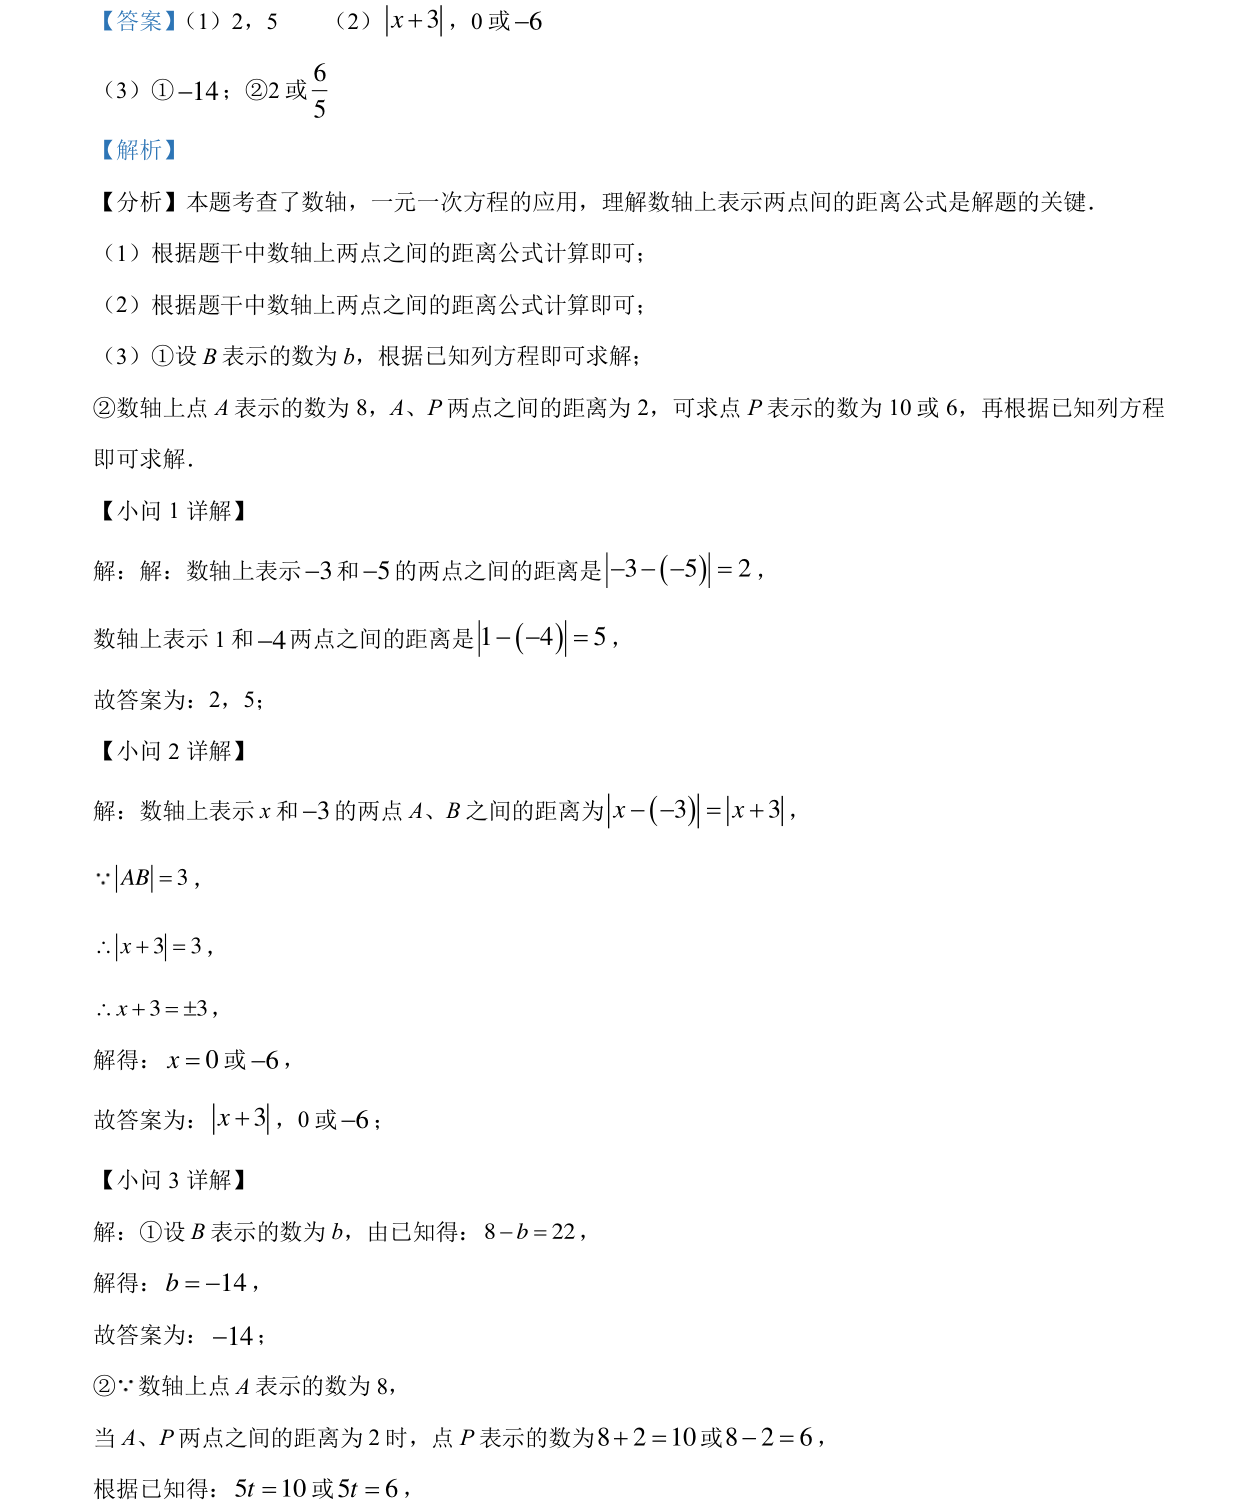 【答案】（1）2，5　　（2）|x+3|，0 或 −6
（3）①−14；②2 或 6/5
【解析】
【分析】本题考查了数轴，一元一次方程的应用，理解数轴上表示两点间的距离公式是解题的关键．
（1）根据题干中数轴上两点之间的距离公式计算即可；
（2）根据题干中数轴上两点之间的距离公式计算即可；
（3）①设 B 表示的数为 b，根据已知列方程即可求解；
②数轴上点 A 表示的数为 8，A、P 两点之间的距离为 2，可求点 P 表示的数为 10 或 6，再根据已知列方程
即可求解．
【小问 1 详解】
解：解：数轴上表示 −3 和 −5 的两点之间的距离是|−3−(−5)|=2，
数轴上表示 1 和 −4 两点之间的距离是|1−(−4)|=5，
故答案为：2，5；
【小问 2 详解】
解：数轴上表示 x 和 −3 的两点 A、B 之间的距离为|x−(−3)|=|x+3|，
∵|AB|=3，
∴|x+3|=3，
∴x+3=±3，
解得：x=0 或 −6，
故答案为：|x+3|，0 或 −6；
【小问 3 详解】
解：①设 B 表示的数为 b，由已知得：8−b=22，
解得：b=−14，
故答案为：−14；
②∵数轴上点 A 表示的数为 8，
当 A、P 两点之间的距离为 2 时，点 P 表示的数为 8+2=10 或 8−2=6，
根据已知得：5t=10 或 5t=6，